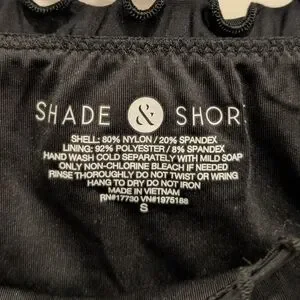 SHADE & SHOR
SHELL: 80% NYLON / 20% SPANDEX
LINING: 92% POLYESTER / 8% SPANDEX
HAND WASH COLD SEPARATELY WITH MILD SOAP
ONLY NON-CHLORINE BLEACH IF NEEDED
RINSE THOROUGHLY DO NOT TWIST OR WRING
HANG TO DRY DO NOT IRON
MADE IN VIETNAM
RN#17730 VN#1975188
S